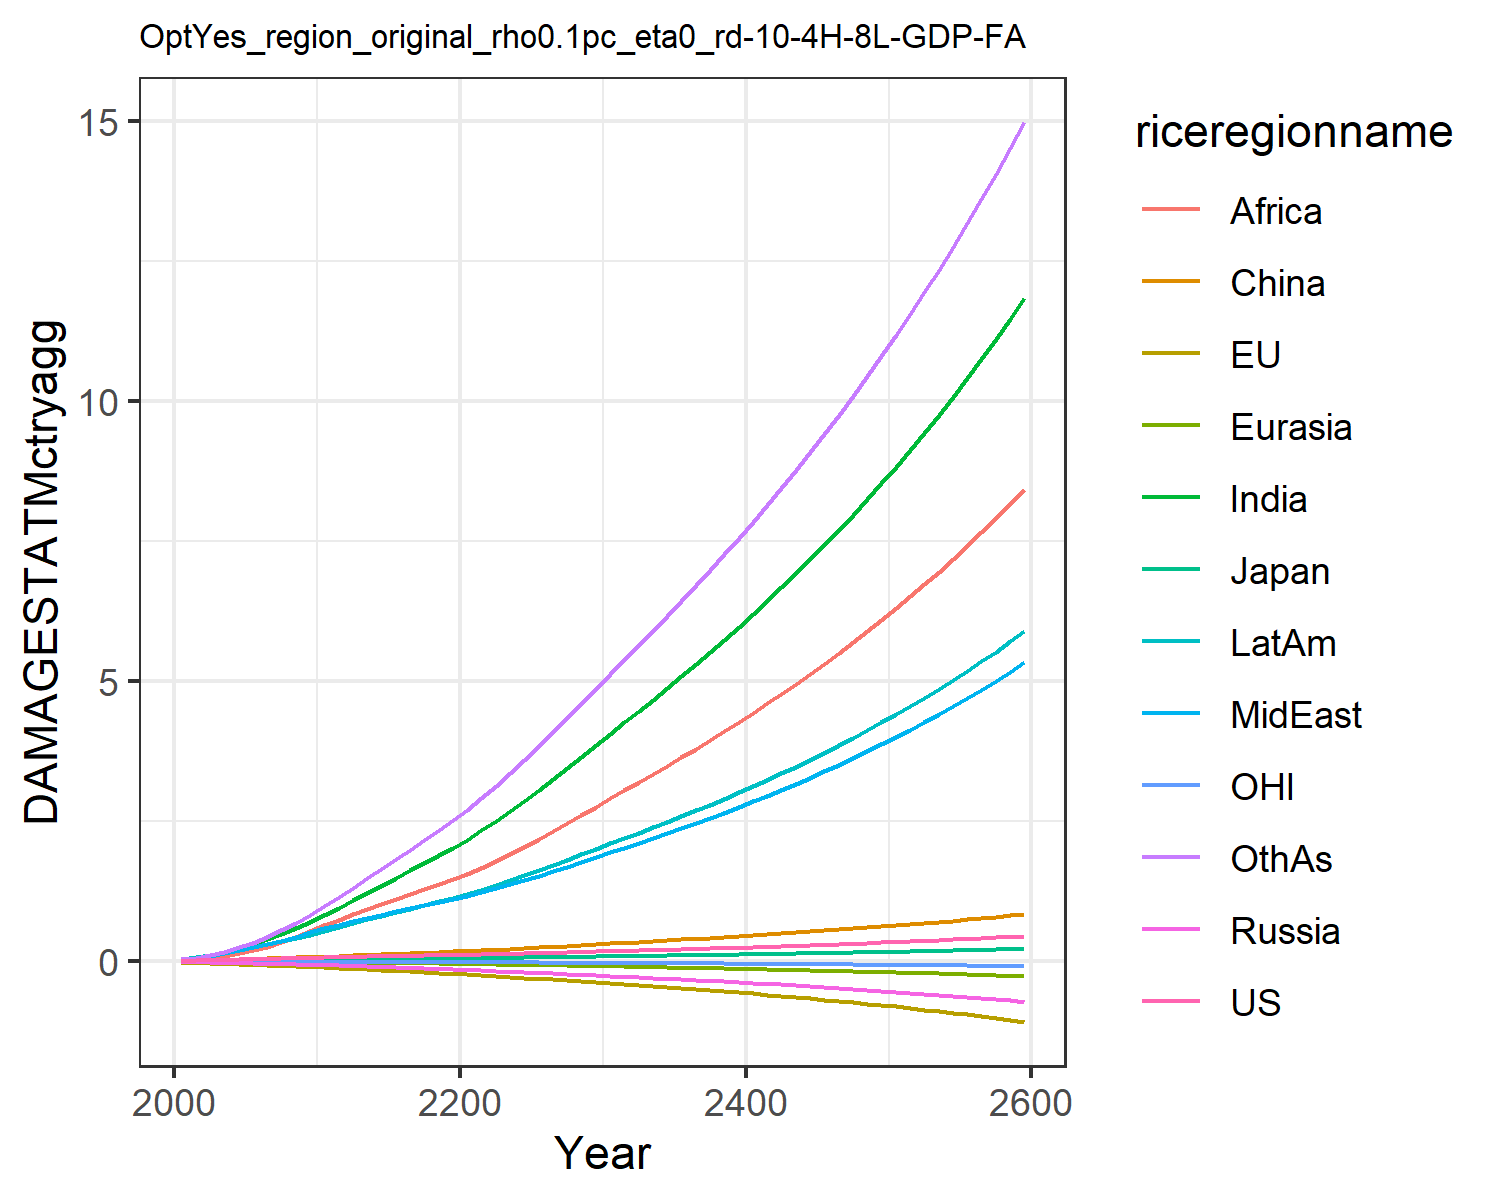 OptYes_region_original_rho0.1pc_eta0_rd-10-4H-8L-GDP-FA
DAMAGESTATMctryagg
15
10
5
0
2000
2200
2400
2600
Year
riceregionname
Africa
China
EU
Eurasia
India
Japan
LatAm
MidEast
OHI
OthAs
Russia
US